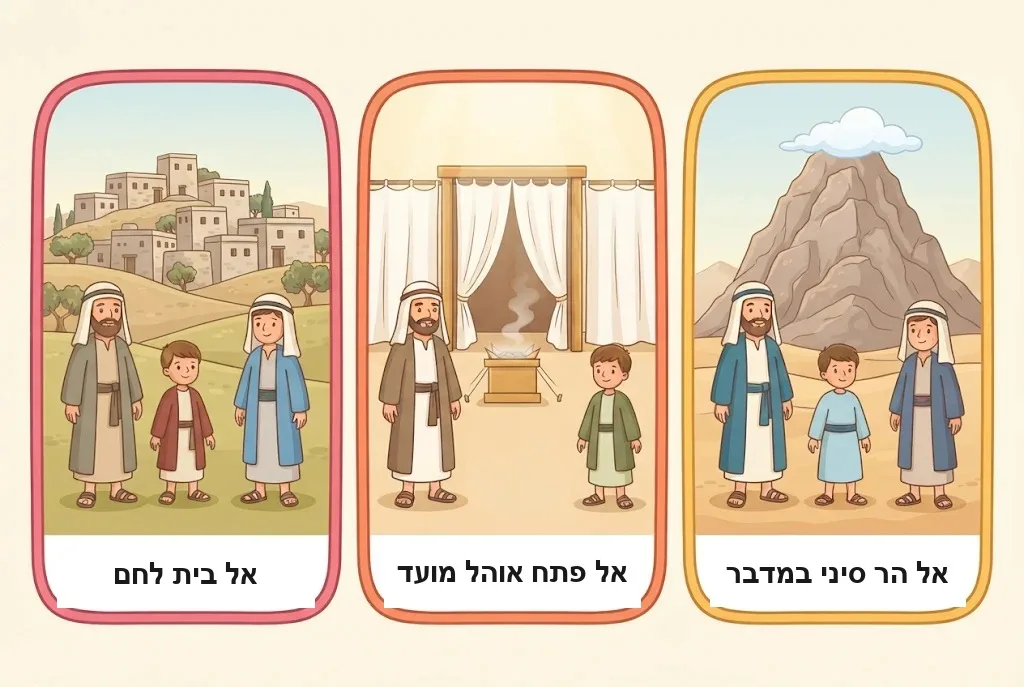 אל הר סיני במדבר
אל פתח אוהל מועד
אל בית לחם